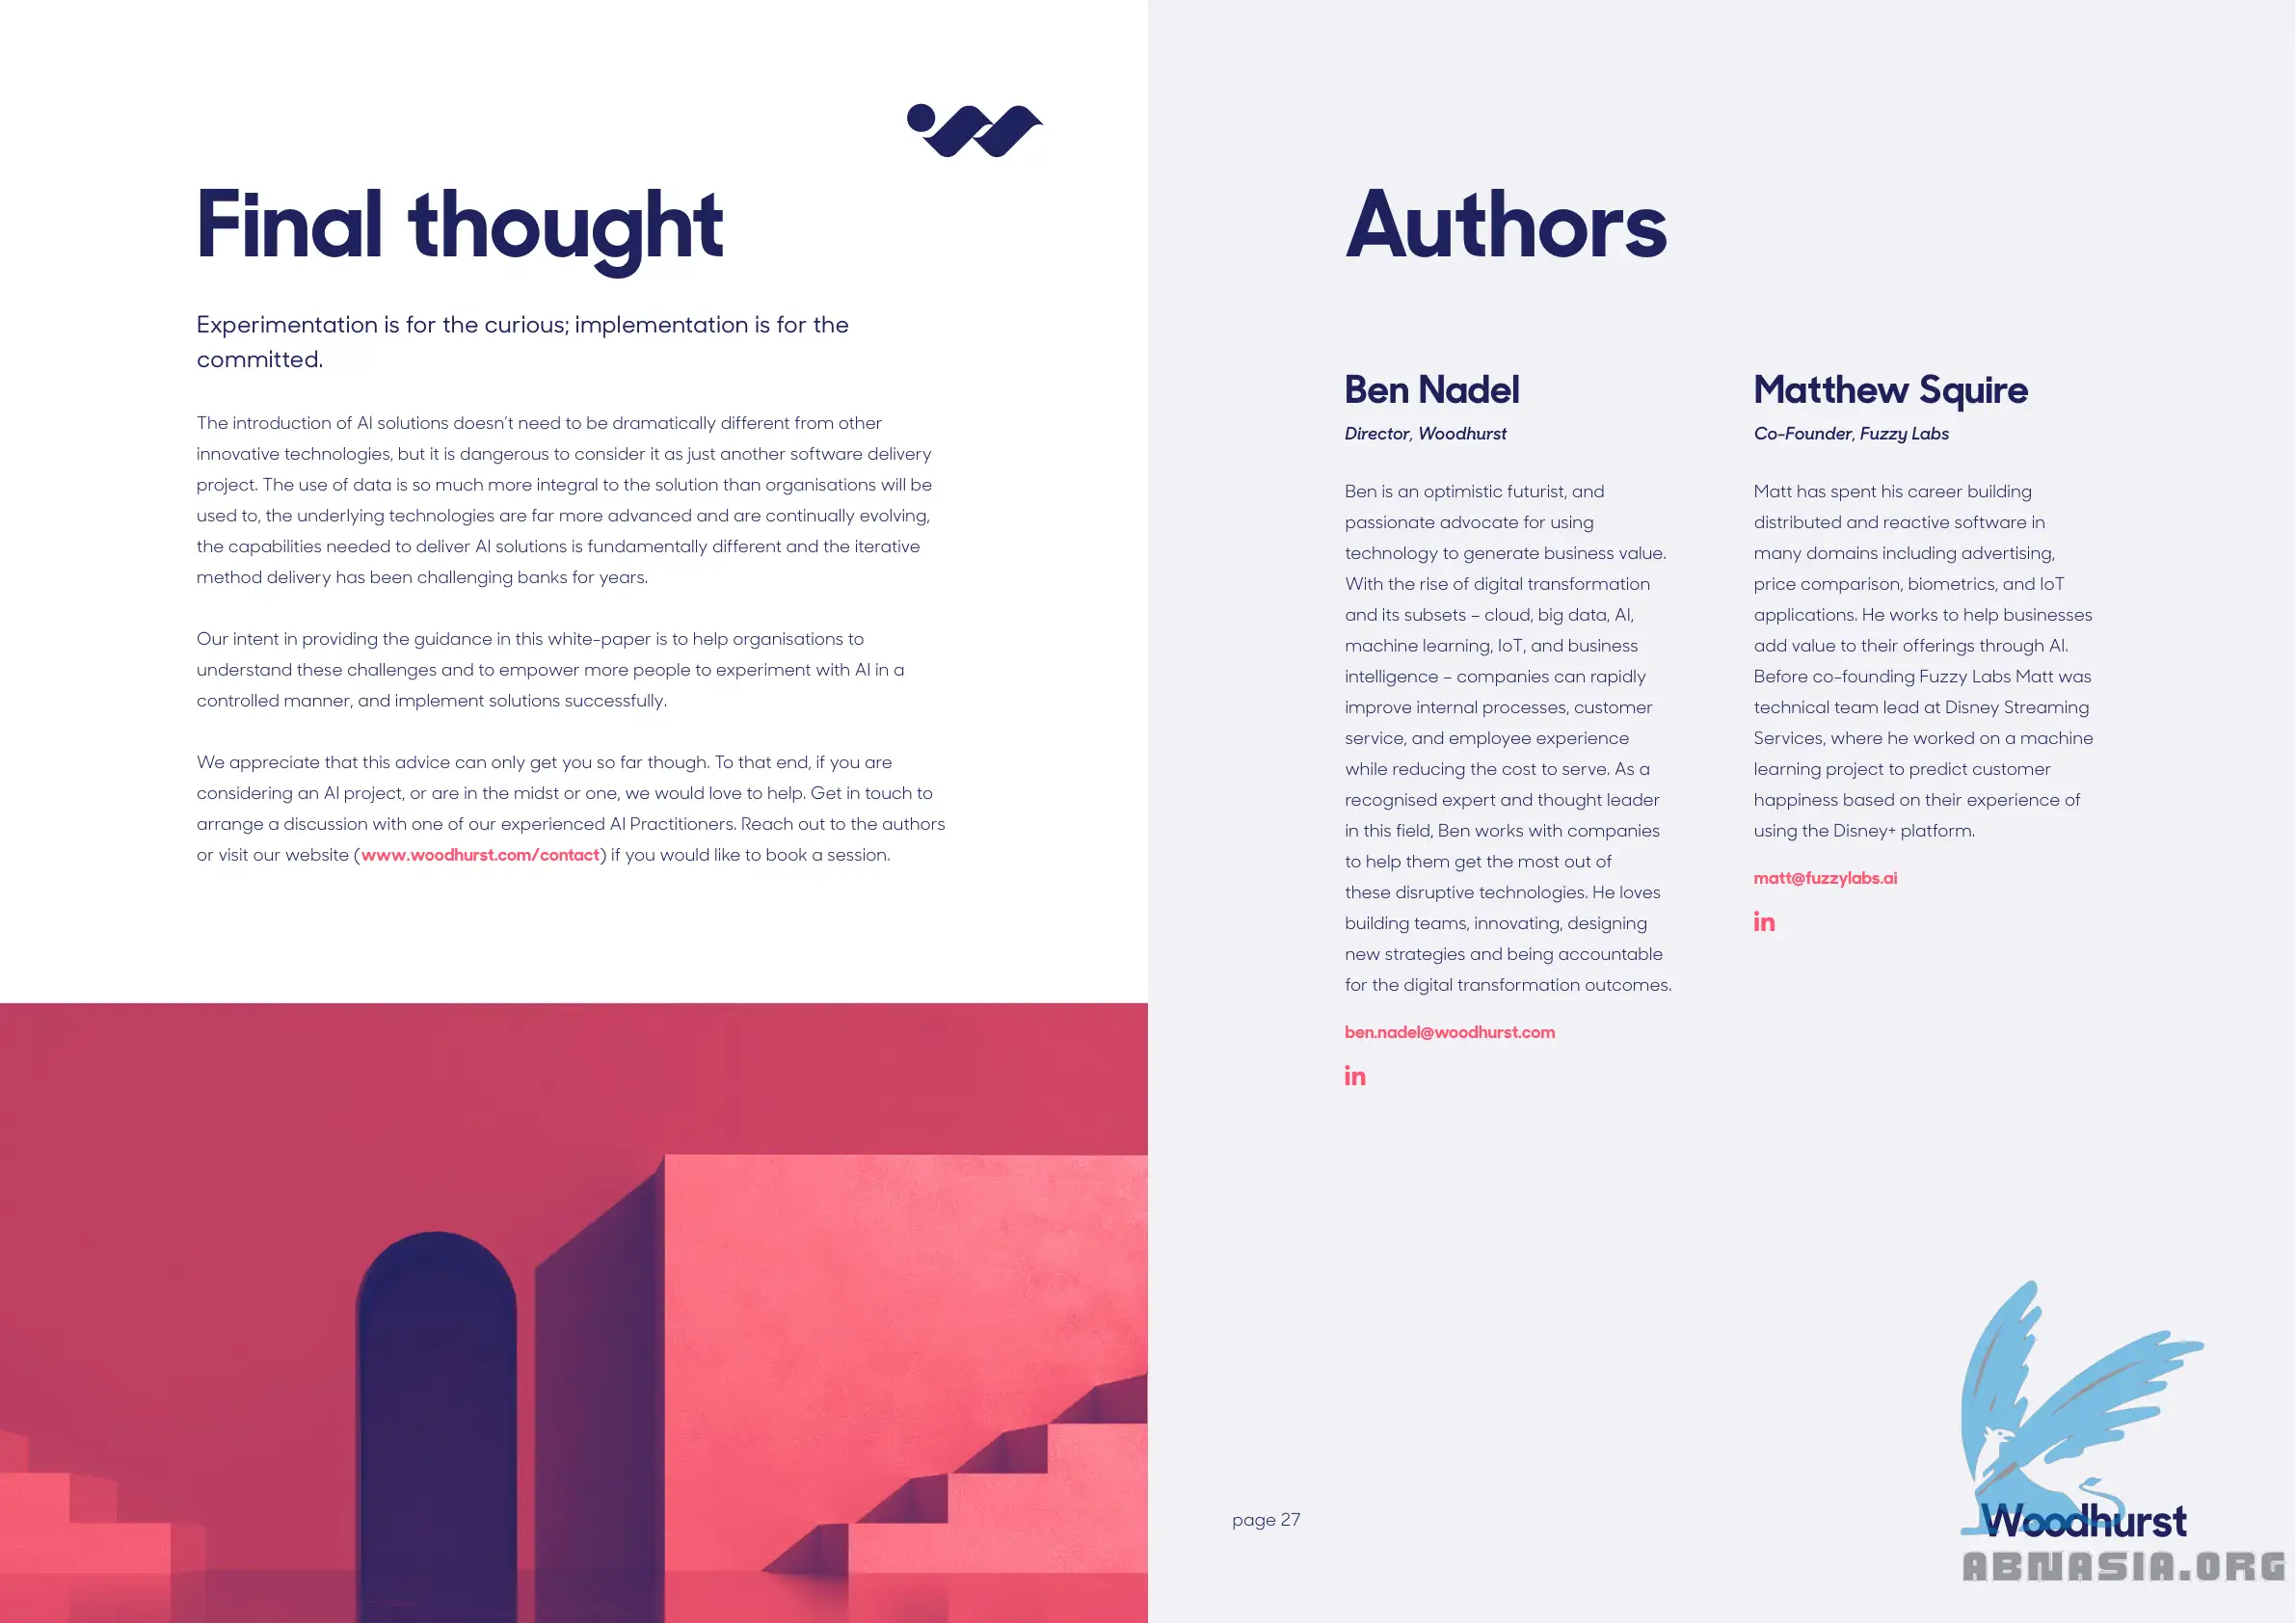 Final thought
Experimentation is for the curious; implementation is for the
committed.
The introduction of AI solutions doesn't need to be dramatically different from other
innovative technologies, but it is dangerous to consider it as just another software delivery
project. The use of data is so much more integral to the solution than organisations will be
used to, the underlying technologies are far more advanced and are continually evolving,
the capabilities needed to deliver AI solutions is fundamentally different and the iterative
method delivery has been challenging banks for years.
Our intent in providing the guidance in this white-paper is to help organisations to
understand these challenges and to empower more people to experiment with AI in a
controlled manner, and implement solutions successfully.
We appreciate that this advice can only get you so far though. To that end, if you are
considering an AI project, or are in the midst or one, we would love to help. Get in touch to
arrange a discussion with one of our experienced AI Practitioners. Reach out to the authors
or visit our website (www.woodhurst.com/contact) if you would like to book a session.
Authors
Ben Nadel
Director, Woodhurst
Ben is an optimistic futurist, and
passionate advocate for using
technology to generate business value.
With the rise of digital transformation
and its subsets – cloud, big data, AI,
machine learning, IoT, and business
intelligence – companies can rapidly
improve internal processes, customer
service, and employee experience
while reducing the cost to serve. As a
recognised expert and thought leader
in this field, Ben works with companies
to help them get the most out of
these disruptive technologies. He loves
building teams, innovating, designing
new strategies and being accountable
for the digital transformation outcomes.
ben.nadel@woodhurst.com
in
Matthew Squire
Co-Founder, Fuzzy Labs
Matt has spent his career building
distributed and reactive software in
many domains including advertising,
price comparison, biometrics, and IoT
applications. He works to help businesses
add value to their offerings through AI.
Before co-founding Fuzzy Labs Matt was
technical team lead at Disney Streaming
Services, where he worked on a machine
learning project to predict customer
happiness based on their experience of
using the Disney+ platform.
matt@fuzzylabs.ai
in
page 27
Woodhurst
ABNASIA.ORG